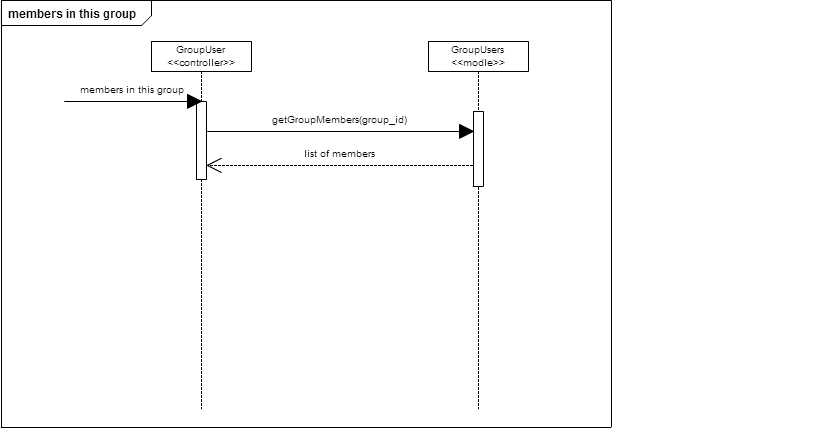 members in this group
GroupUser
<<controller>>
GroupUsers
<<modle>>
members in this group
getGroupMembers(group_id)
list of members